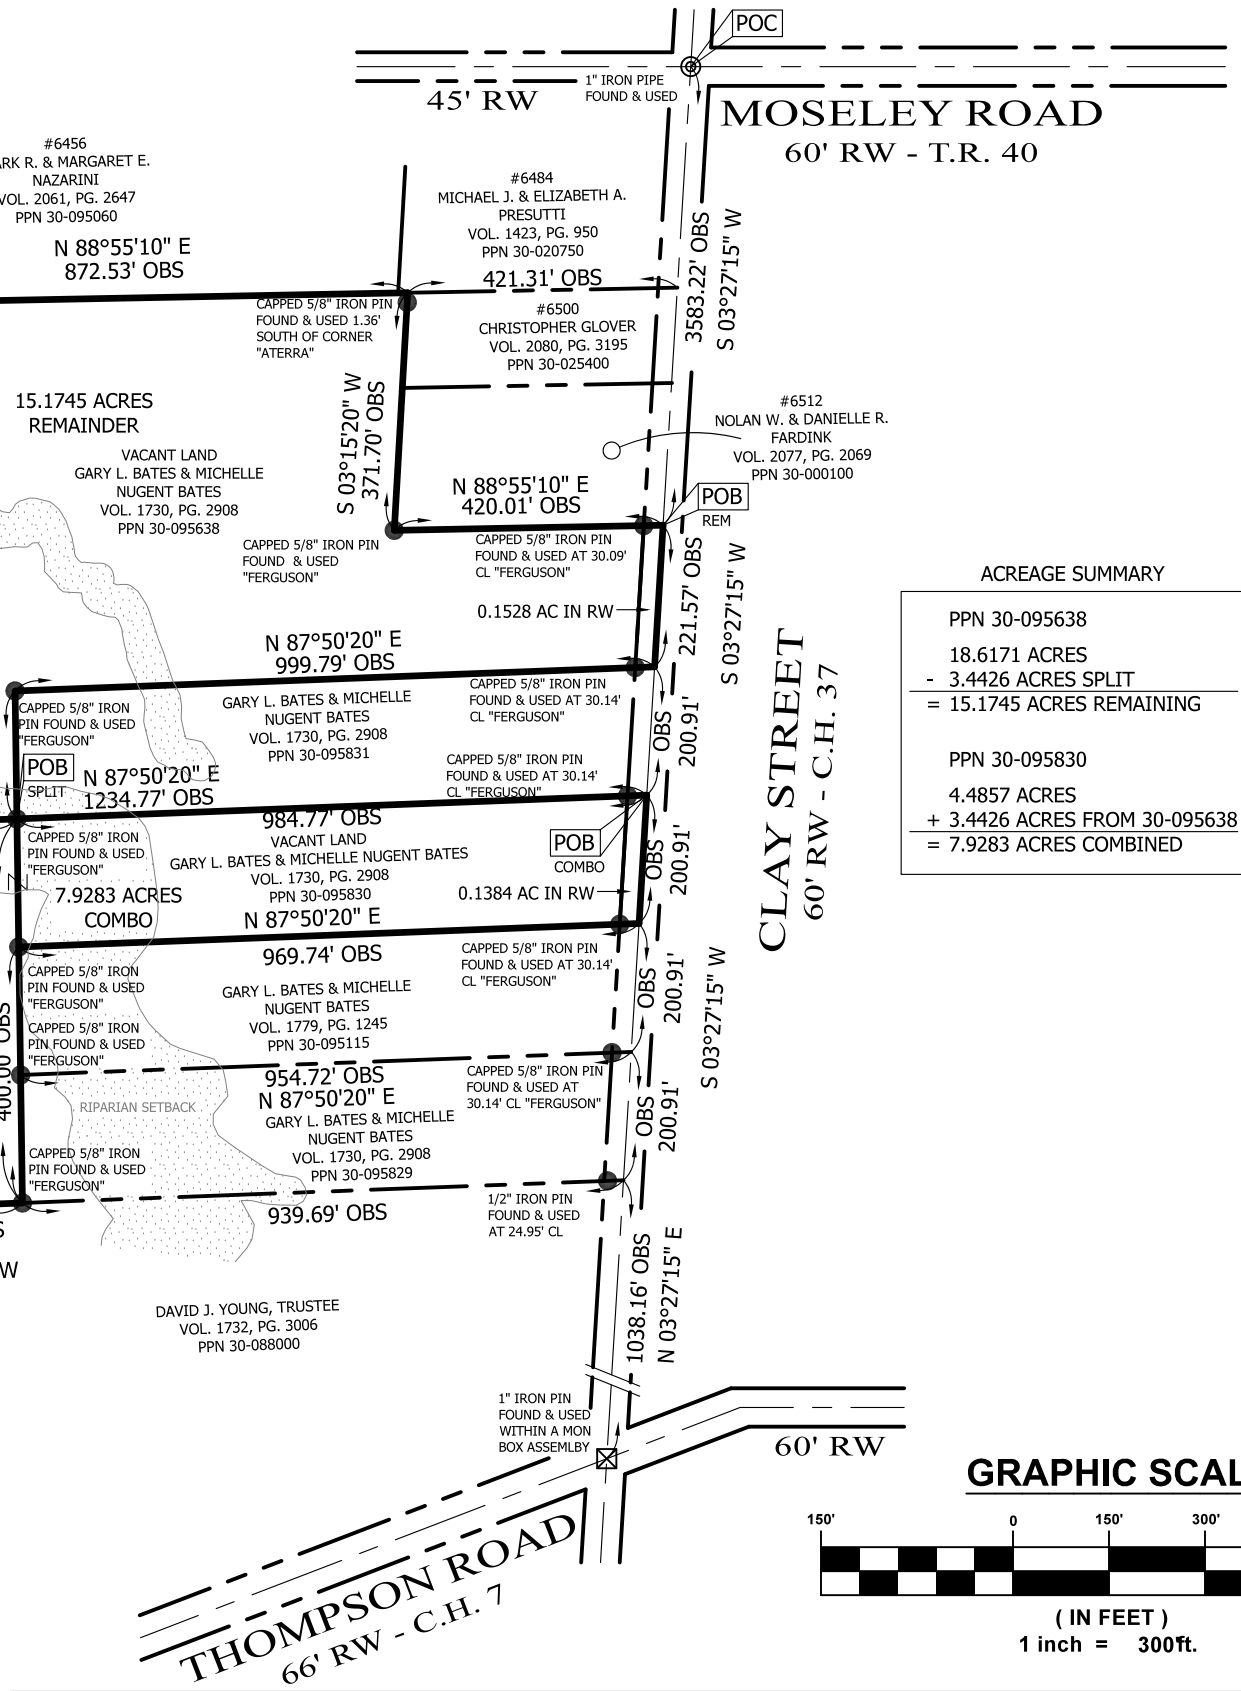 POC
1" IRON PIPE
FOUND & USED
45' RW
MOSELEY ROAD
60' RW - T.R. 40
#6456
RK R. & MARGARET E.
NAZARINI
VOL. 2061, PG. 2647
PPN 30-095060
N 88°55'10" E
872.53' OBS
#6484
MICHAEL J. & ELIZABETH A.
PRESUTTI
VOL. 1423, PG. 950
PPN 30-020750
421.31' OBS
3583.22' OBS
S 03°27'15" W
CAPPED 5/8" IRON PIN
FOUND & USED 1.36'
SOUTH OF CORNER
"ATERRA"
#6500
CHRISTOPHER GLOVER
VOL. 2080, PG. 3195
PPN 30-025400
15.1745 ACRES
REMAINDER
VACANT LAND
GARY L. BATES & MICHELLE
NUGENT BATES
VOL. 1730, PG. 2908
PPN 30-095638
S 03°15'20" W
371.70' OBS
#6512
NOLAN W. & DANIELLE R.
FARDINK
VOL. 2077, PG. 2069
PPN 30-000100
N 88°55'10" E
420.01' OBS
POB
REM
CAPPED 5/8" IRON PIN
FOUND & USED
"FERGUSON"
CAPPED 5/8" IRON PIN
FOUND & USED AT 30.09'
CL "FERGUSON"
0.1528 AC IN RW
221.57' OBS
S 03°27'15" W
ACREAGE SUMMARY
PPN 30-095638
18.6171 ACRES
- 3.4426 ACRES SPLIT
= 15.1745 ACRES REMAINING
PPN 30-095830
4.4857 ACRES
+ 3.4426 ACRES FROM 30-095638
= 7.9283 ACRES COMBINED
N 87°50'20" E
999.79' OBS
CAPPED 5/8" IRON
PIN FOUND & USED
"FERGUSON"
GARY L. BATES & MICHELLE
NUGENT BATES
VOL. 1730, PG. 2908
PPN 30-095831
CAPPED 5/8" IRON PIN
FOUND & USED AT 30.14'
CL "FERGUSON"
OBS
200.91'
CLAY STREET
60' RW - C.H. 37
POB
SPLIT
N 87°50'20" E
1234.77' OBS
CAPPED 5/8" IRON PIN
FOUND & USED AT 30.14'
CL "FERGUSON"
984.77' OBS
VACANT LAND
GARY L. BATES & MICHELLE NUGENT BATES
VOL. 1730, PG. 2908
PPN 30-095830
CAPPED 5/8" IRON
PIN FOUND & USED
"FERGUSON"
POB
COMBO
OBS
200.91'
7.9283 ACRES
COMBO
0.1384 AC IN RW
N 87°50'20" E
969.74' OBS
CAPPED 5/8" IRON PIN
FOUND & USED AT 30.14'
CL "FERGUSON"
CAPPED 5/8" IRON
PIN FOUND & USED
"FERGUSON"
GARY L. BATES & MICHELLE
NUGENT BATES
VOL. 1779, PG. 1245
PPN 30-095115
OBS
200.91'
S 03°27'15" W
CAPPED 5/8" IRON
PIN FOUND & USED
"FERGUSON"
400.00' OBS
954.72' OBS
N 87°50'20" E
CAPPED 5/8" IRON PIN
FOUND & USED AT
30.14' CL "FERGUSON"
RIPARIAN SETBACK
GARY L. BATES & MICHELLE
NUGENT BATES
VOL. 1730, PG. 2908
PPN 30-095829
OBS
200.91'
CAPPED 5/8" IRON
PIN FOUND & USED
"FERGUSON"
939.69' OBS
1/2" IRON PIN
FOUND & USED
AT 24.95' CL
S
W
1038.16' OBS
N 03°27'15" E
DAVID J. YOUNG, TRUSTEE
VOL. 1732, PG. 3006
PPN 30-088000
1" IRON PIN
FOUND & USED
WITHIN A MON
BOX ASSEMLBY
60' RW
THOMPSON ROAD
66' RW - C.H. 7
GRAPHIC SCAL
150' 0 150' 300'
( IN FEET )
1 inch = 300 ft.